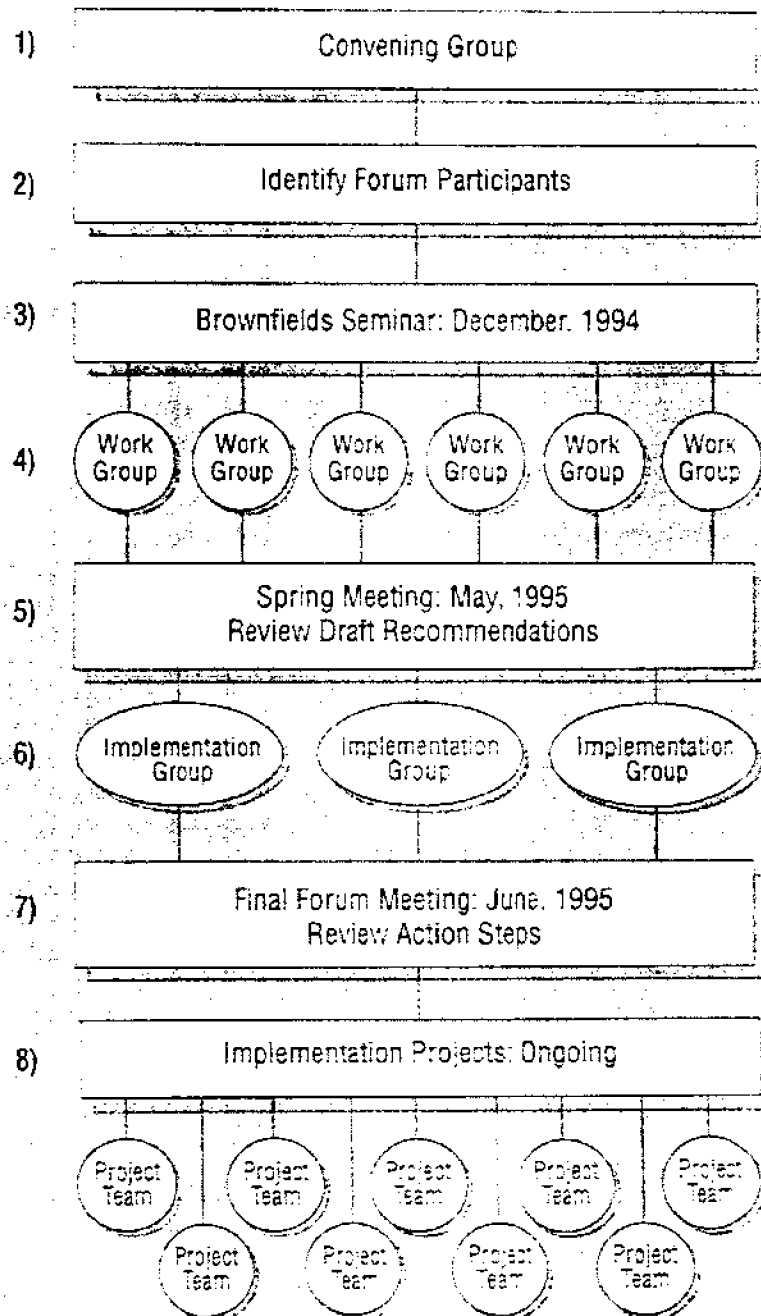 1) Convening Group
2) Identify Forum Participants
3) Brownfields Seminar: December, 1994
Work Work Work Work Work Work
4) Group Group Group Group Group Group
5) Spring Meeting: May, 1995
Review Draft Recommendations
Implementation Implementation Implementation
6) Group Group Group
7) Final Forum Meeting: June, 1995
Review Action Steps
8) Implementation Projects: Ongoing
Project Project Project Project Project
Team Team Team Team Team
Project Project Project Project
Team Team Team Team